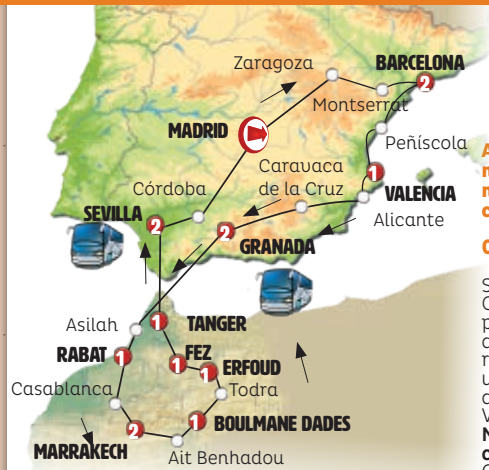 Zaragoza
BARCELONA
2
Montserrat
MADRID
Peñíscola
Caravaca
de la Cruz
1
VALENCIA
Córdoba
Alicante
SEVILLA
2
2
GRANADA
Asilah
1
TANGER
RABAT
1
1
FEZ
1
ERFOUD
Casablanca
Todra
1
BOULMANE DADES
2
MARRAKECH
Ait Benhadou